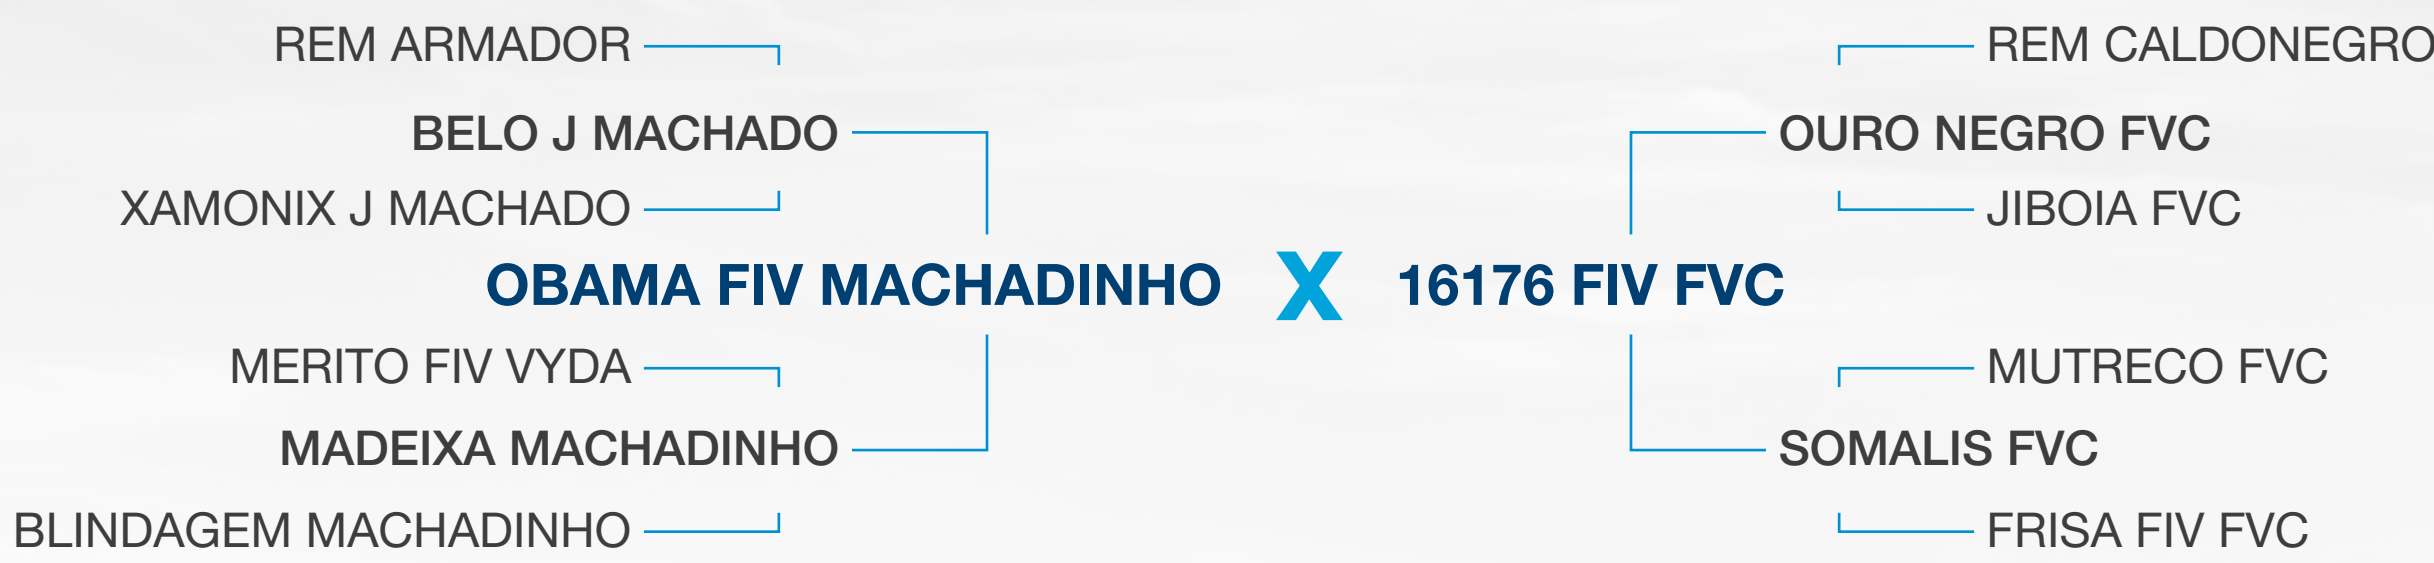 REM ARMADOR
REM CALDONEGRO
BELO J MACHADO
OURO NEGRO FVC
XAMONIX J MACHADO
JIBOIA FVC
OBAMA FIV MACHADINHO X 16176 FIV FVC
MERITO FIV VYDA
MUTRECO FVC
MADEIXA MACHADINHO
SOMALIS FVC
BLINDAGEM MACHADINHO
FRISA FIV FVC